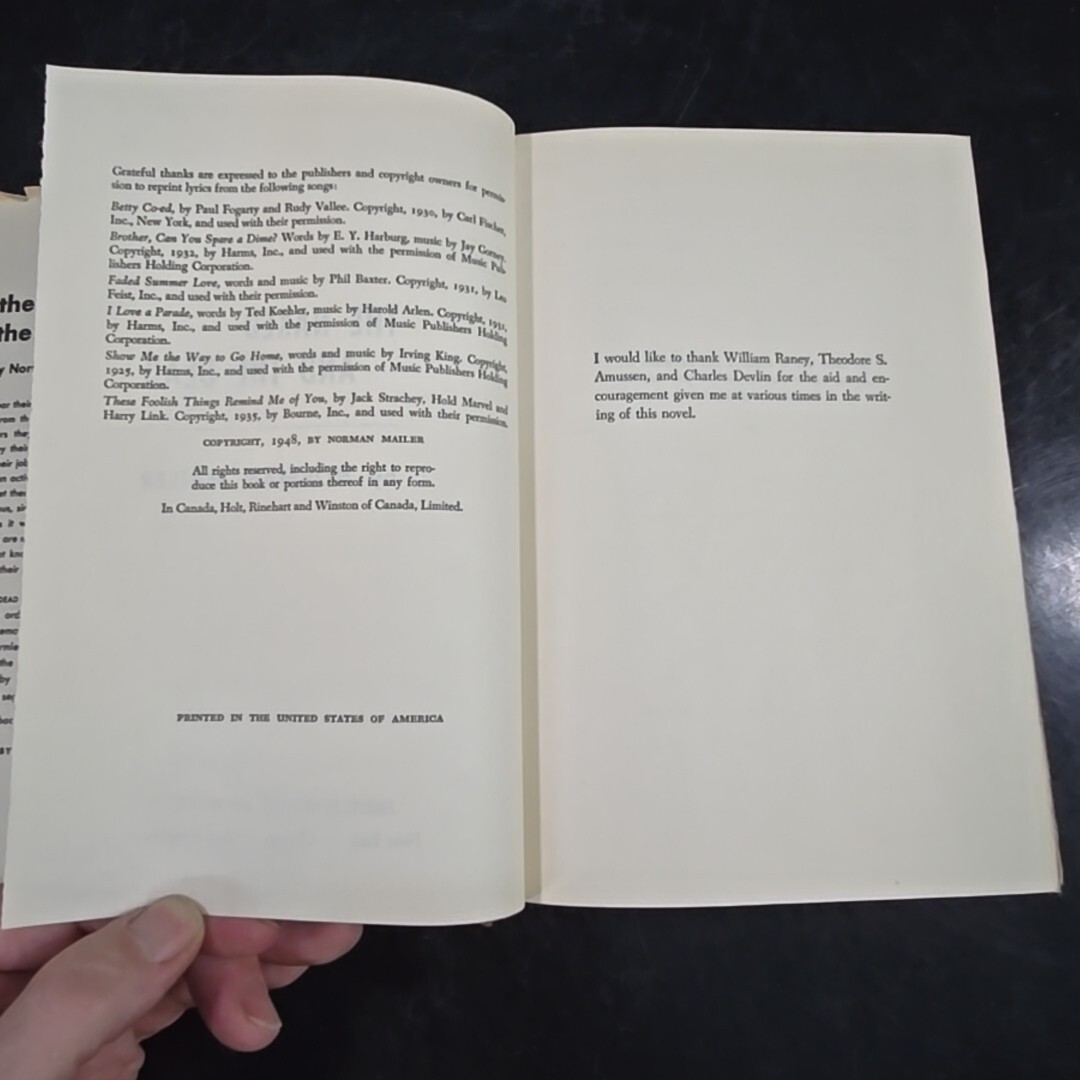 the
the
Grateful thanks are expressed to the publishers and copyright owners for permis-
sion to reprint lyrics from the following songs:
Betty Co-ed, by Paul Fogarty and Rudy Vallee. Copyright, 1930, by Carl Fischer,
Inc., New York, and used with their permission.
Brother, Can You Spare a Dime? Words by E. Y. Harburg, music by Jay Gorney.
Copyright, 1932, by Harms, Inc., and used with the permission of Music Pub-
lishers Holding Corporation.
Faded Summer Love, words and music by Phil Baxter. Copyright, 1931, by Leo
Feist, Inc., and used with their permission.
I Love a Parade, words by Ted Koehler, music by Harold Arlen. Copyright, 1931,
by Harms, Inc., and used with the permission of Music Publishers Holding
Corporation.
Show Me the Way to Go Home, words and music by Irving King. Copyright,
1925, by Harms, Inc., and used with the permission of Music Publishers Holding
Corporation.
These Foolish Things Remind Me of You, by Jack Strachey, Hold Marvel and
Harry Link. Copyright, 1935, by Bourne, Inc., and used with their permission.
COPYRIGHT, 1948, BY NORMAN MAILER
All rights reserved, including the right to repro-
duce this book or portions thereof in any form.
In Canada, Holt, Rinehart and Winston of Canada, Limited.
PRINTED IN THE UNITED STATES OF AMERICA
I would like to thank William Raney, Theodore S.
Amussen, and Charles Devlin for the aid and en-
couragement given me at various times in the writ-
ing of this novel.